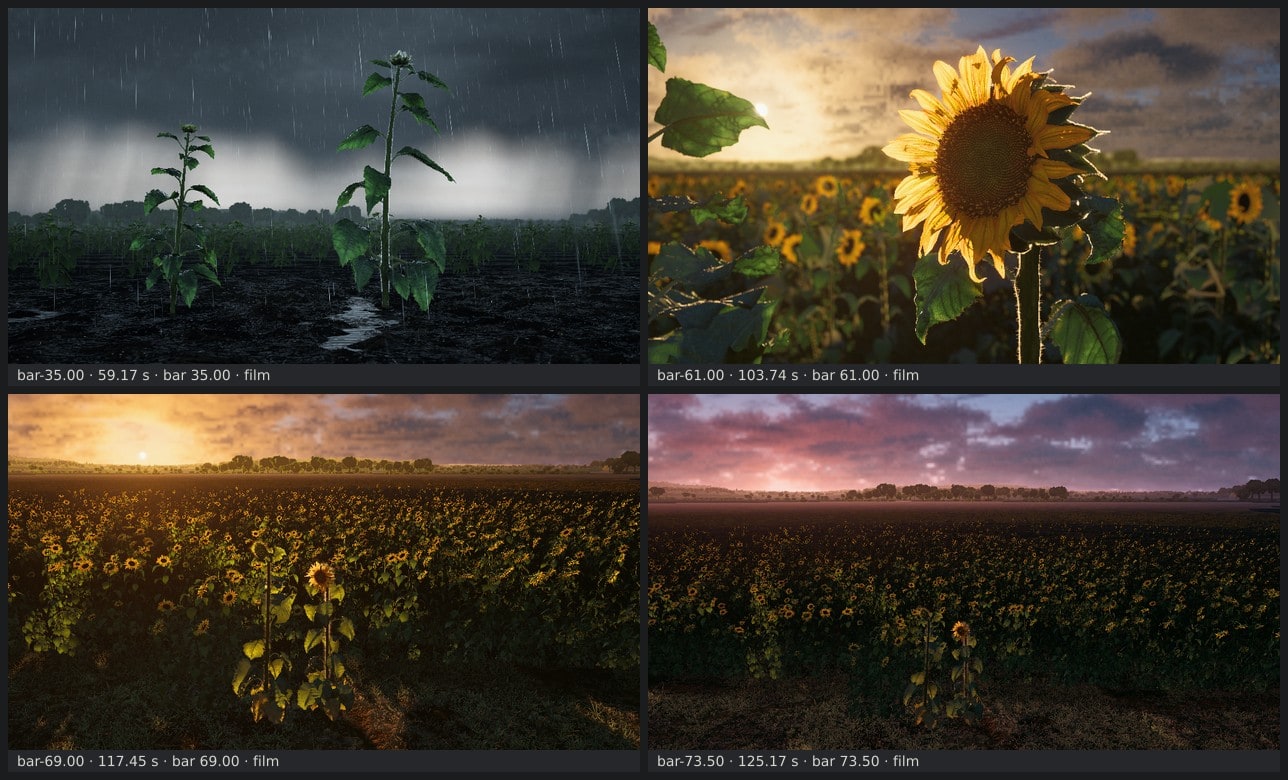 bar-35.00 · 59.17 s · bar 35.00 · film
bar-61.00 · 103.74 s · bar 61.00 · film
bar-69.00 · 117.45 s · bar 69.00 · film
bar-73.50 · 125.17 s · bar 73.50 · film